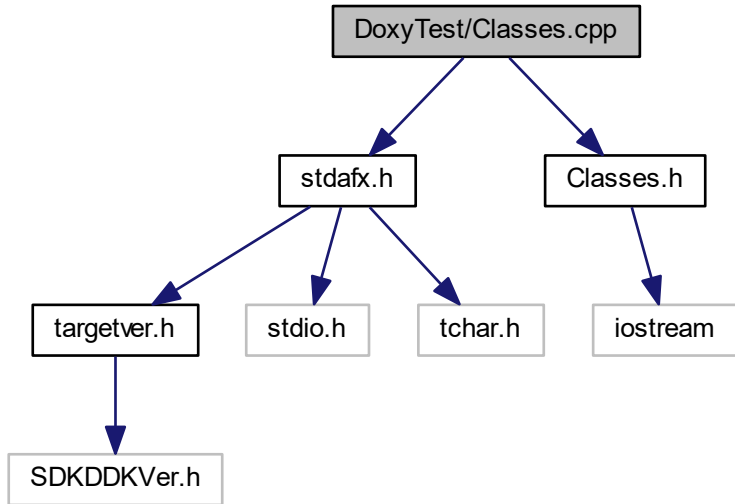 DoxyTest/Classes.cpp
stdafx.h
Classes.h
targetver.h
stdio.h
tchar.h
iostream
SDKDDKVer.h